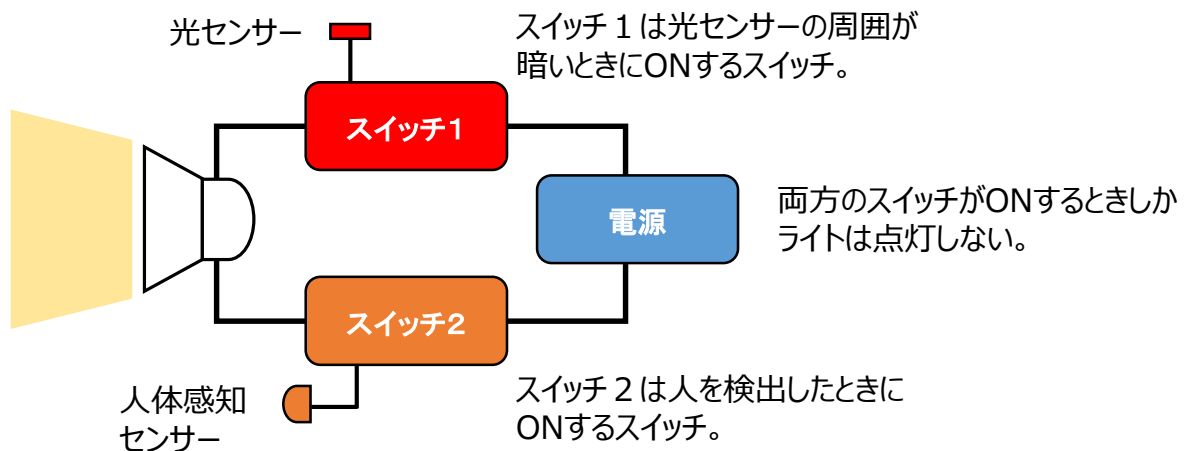 光センサー
スイッチ１は光センサーの周囲が
暗いときにONするスイッチ。
スイッチ１
電源
両方のスイッチがONするときしか
ライトは点灯しない。
スイッチ２
人体感知
センサー
スイッチ２は人を検出したときに
ONするスイッチ。